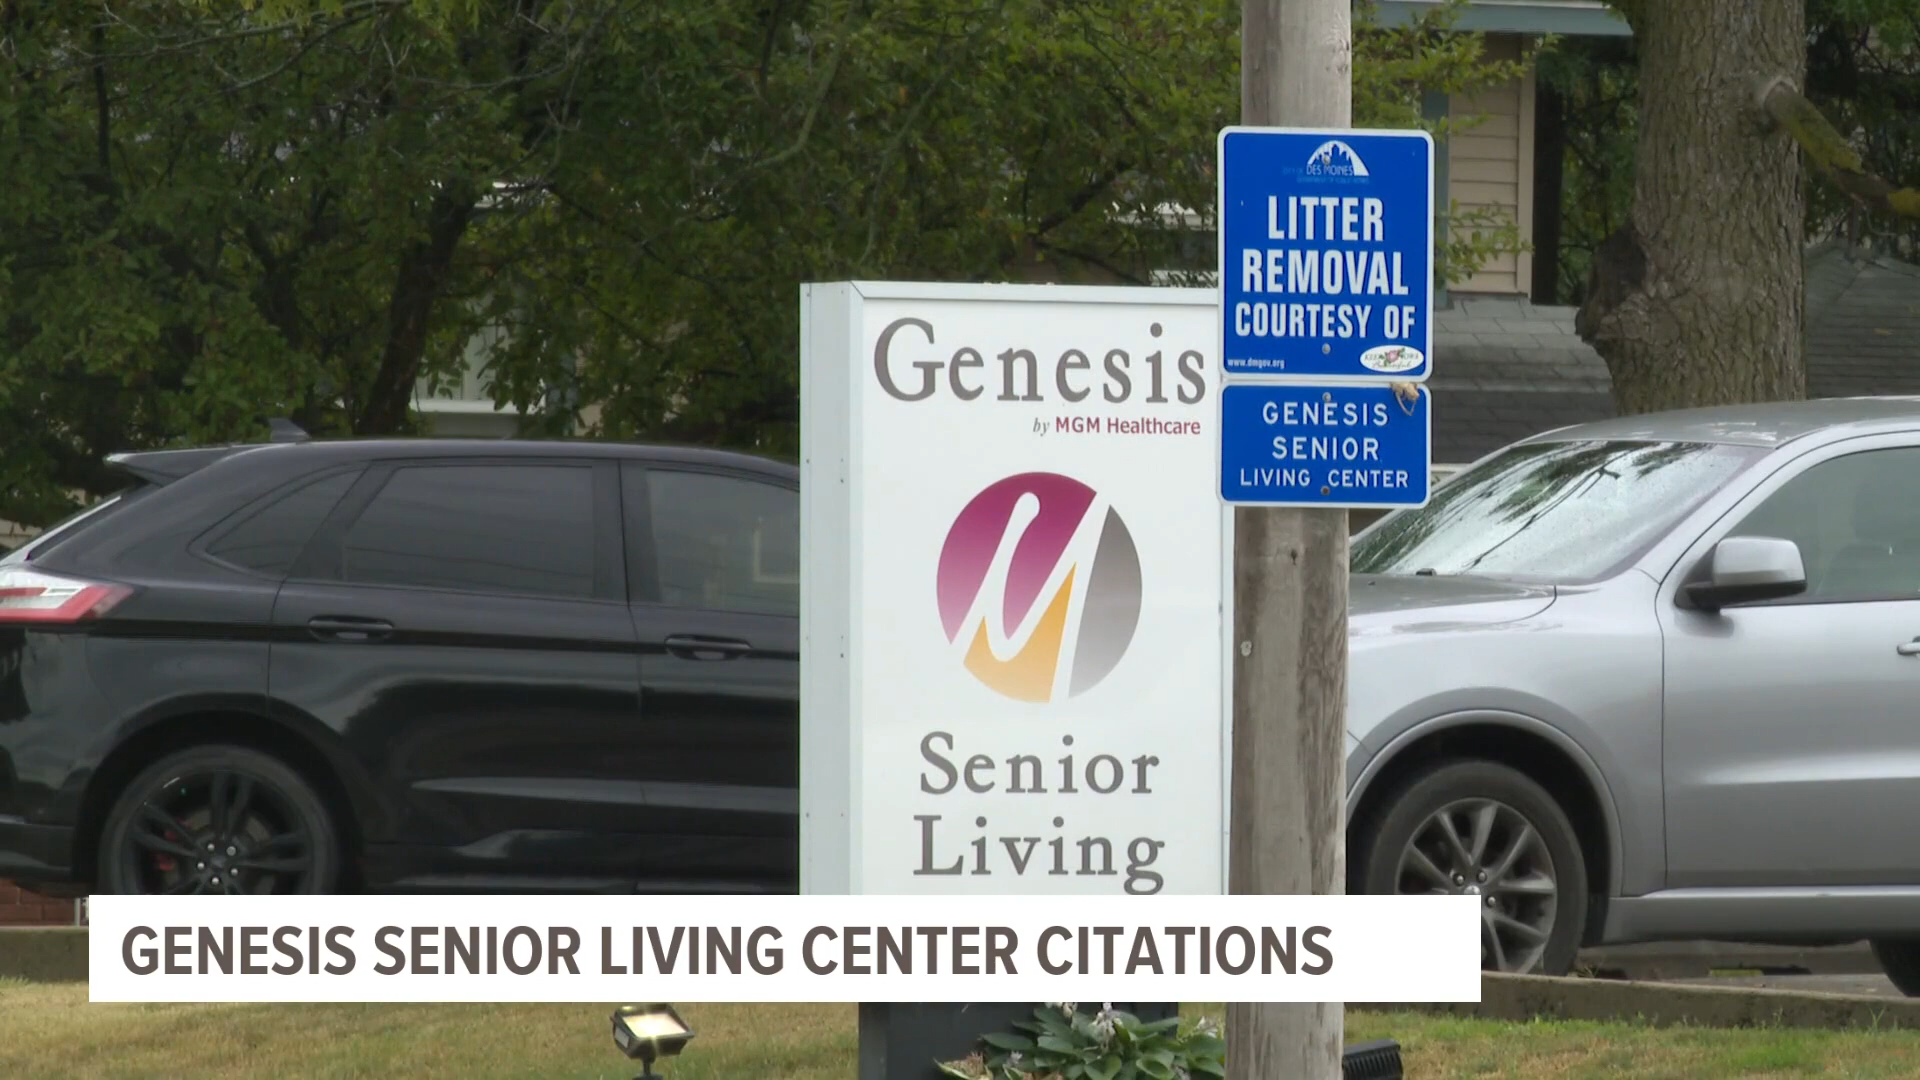 DES MOINES
LITTER
REMOVAL
COURTESY OF
www.dmgov.org
GENESIS
SENIOR
LIVING CENTER
Genesis
by MGM Healthcare
Senior
Living
GENESIS SENIOR LIVING CENTER CITATIONS